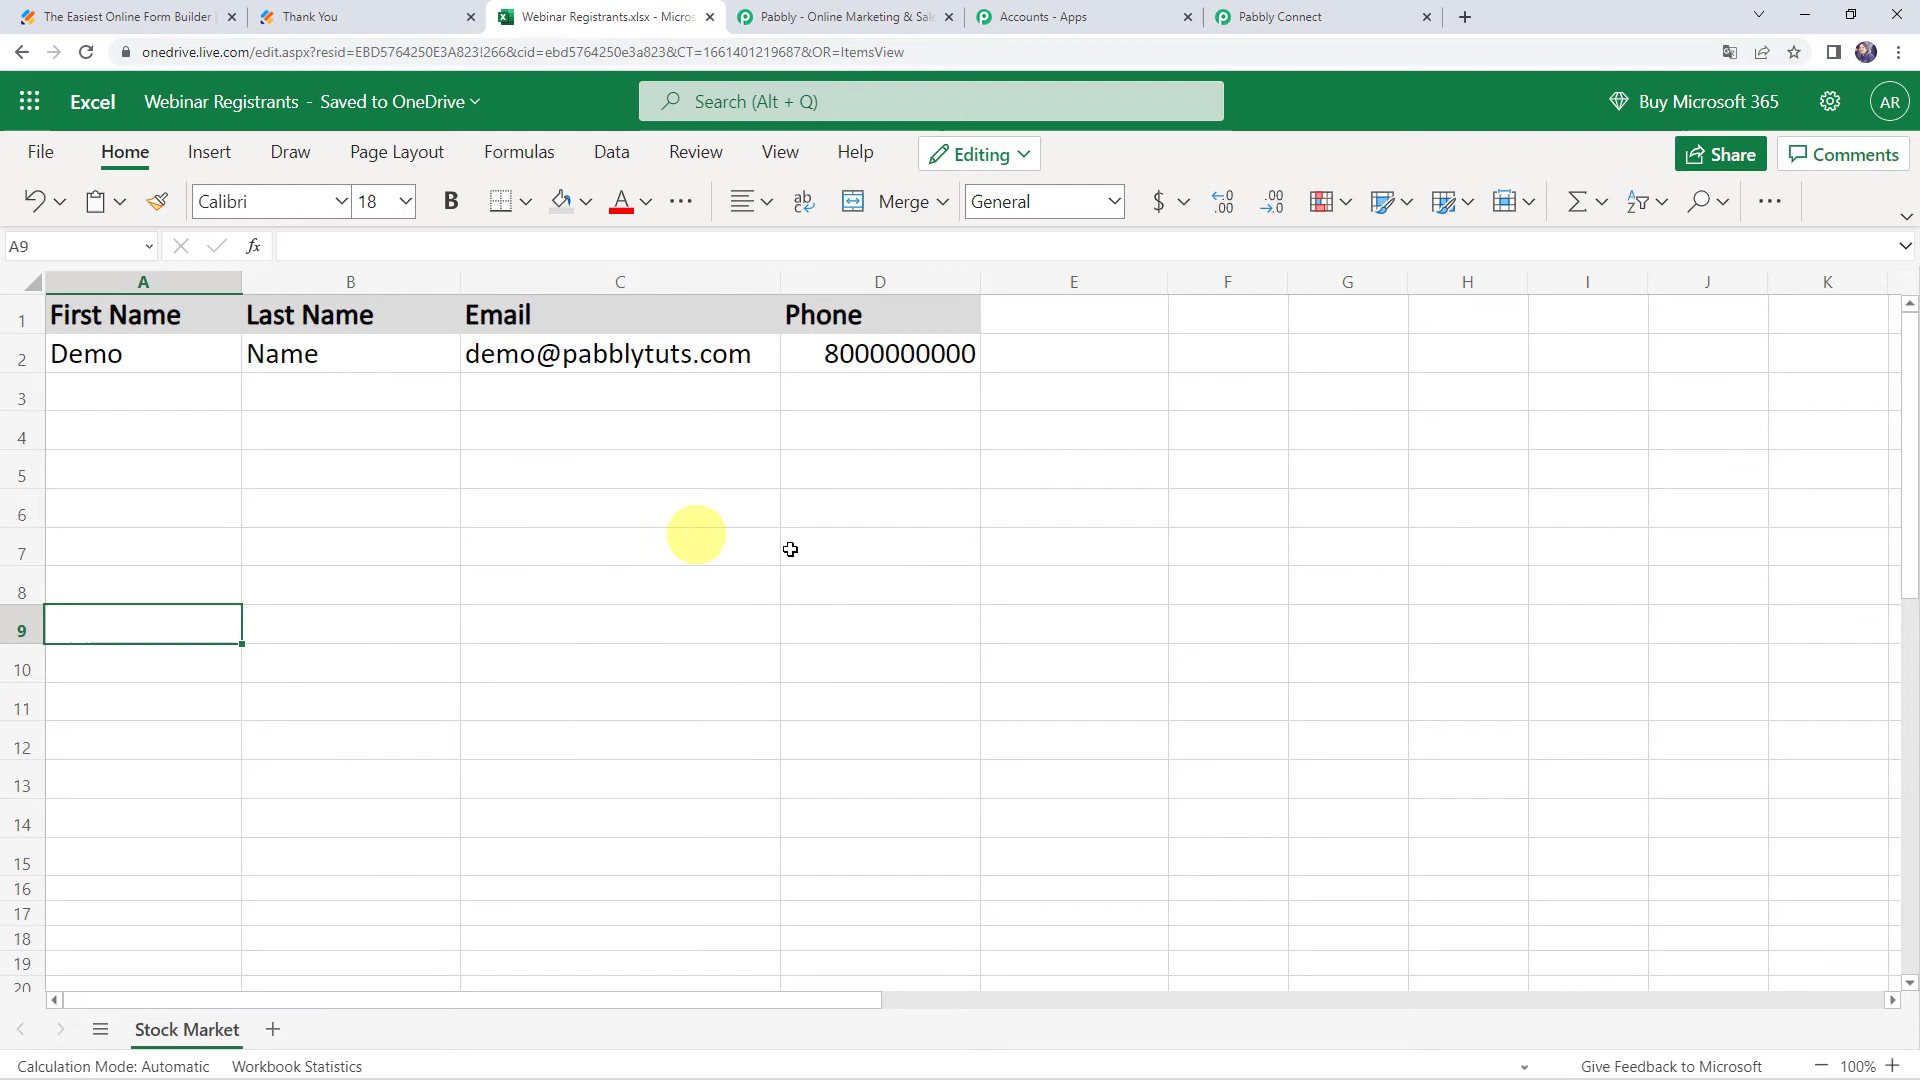 The Easiest Online Form Builder
Thank You
Webinar Registrants.xlsx - Micros
Pabbly - Online Marketing & Sale
Accounts - Apps
Pabbly Connect
onedrive.live.com/edit.aspx?resid=EBD5764250E3A823!266&cid=ebd5764250e3a823&CT=1661401219687&OR=ItemsView
Excel
Webinar Registrants - Saved to OneDrive
Search (Alt + Q)
Buy Microsoft 365
AR
File
Home
Insert
Draw
Page Layout
Formulas
Data
Review
View
Help
Editing
Share
Comments
Calibri
18
B
A
ab
Merge
General
$
.00
.00
A9
fx
A B C D E F G H I J K
1 First Name Last Name Email Phone
2 Demo Name demo@pabblytuts.com 8000000000
3
4
5
6
7
8
9
10
11
12
13
14
15
16
17
18
19
20
Stock Market
Calculation Mode: Automatic
Workbook Statistics
Give Feedback to Microsoft
100%